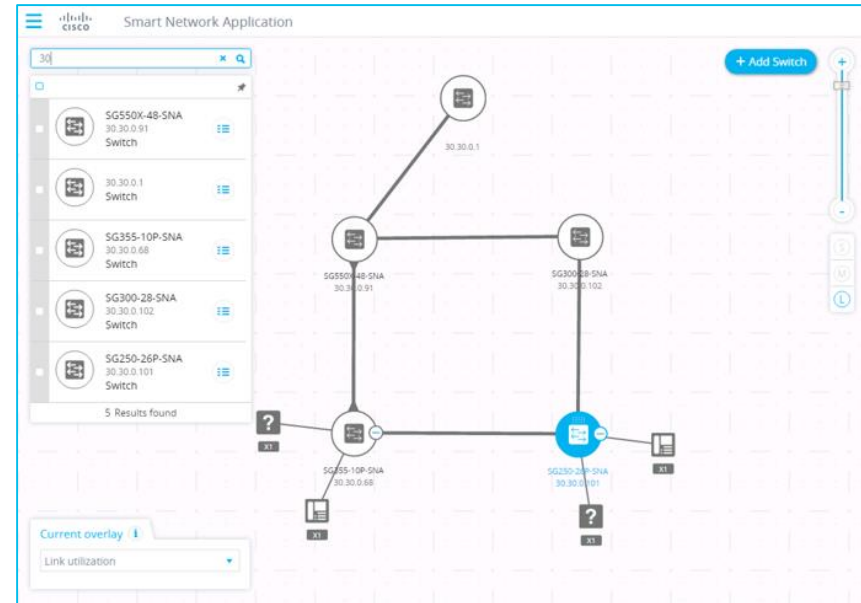 cisco
Smart Network Application
30
+ Add Switch
+
-
S
M
L
SG550X-48-SNA
30.30.0.91
Switch
30.30.0.1
Switch
SG355-10P-SNA
30.30.0.68
Switch
SG300-28-SNA
30.30.0.102
Switch
SG250-26P-SNA
30.30.0.101
Switch
5 Results found
30.30.0.1
SG550X-48-SNA
30.30.0.91
SG300-28-SNA
30.30.0.102
?
X1
SG355-10P-SNA
30.30.0.68
X1
SG250-26P-SNA
30.30.0.101
X1
?
X1
Current overlay i
Link utilization